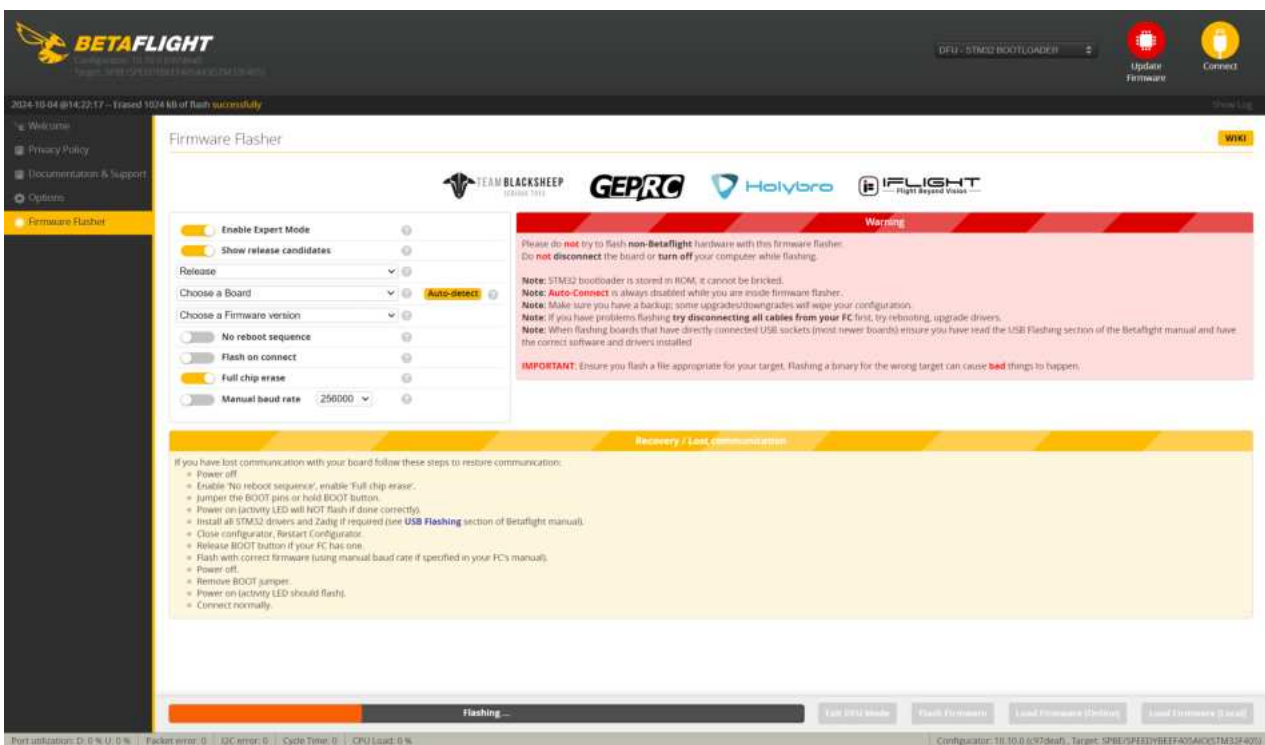 BETAFLIGHT
DFU - STM32 BOOTLOADER
Update
Firmware
Connect
2024-10-04 @14:22:17 -- Erased 1024 kB of flash successfully
Show Log
Welcome
Privacy Policy
Documentation & Support
Options
Firmware Flasher
Firmware Flasher
WIKI
TEAM BLACKSHEEP
SERIOUS TOYS
GEPRC
Holybro
iFLIGHT
Flight Beyond Vision
Enable Expert Mode
Show release candidates
Release
Choose a Board
Auto-detect
Choose a Firmware version
No reboot sequence
Flash on connect
Full chip erase
Manual baud rate 256000
Warning
Please do not try to flash non-Betaflight hardware with this firmware flasher.
Do not disconnect the board or turn off your computer while flashing.
Note: STM32 bootloader is stored in ROM, it cannot be bricked.
Note: Auto-Connect is always disabled while you are inside firmware flasher.
Note: Make sure you have a backup; some upgrades/downgrades will wipe your configuration.
Note: If you have problems flashing try disconnecting all cables from your FC first, try rebooting, upgrade drivers.
Note: When flashing boards that have directly connected USB sockets (most newer boards) ensure you have read the USB Flashing section of the Betaflight manual and have
the correct software and drivers installed
IMPORTANT: Ensure you flash a file appropriate for your target. Flashing a binary for the wrong target can cause bad things to happen.
Recovery / Lost communication
If you have lost communication with your board follow these steps to restore communication:
Power off
Enable 'No reboot sequence', enable 'Full chip erase'.
Jumper the BOOT pins or hold BOOT button.
Power on (activity LED will NOT flash if done correctly).
Install all STM32 drivers and Zadig if required (see USB Flashing section of Betaflight manual).
Close configurator, Restart Configurator.
Release BOOT button if your FC has one.
Flash with correct firmware (using manual baud rate if specified in your FC's manual).
Power off.
Remove BOOT jumper.
Power on (activity LED should flash).
Connect normally.
Flashing ...
Exit DFU Mode
Flash Firmware
Load Firmware [Online]
Load Firmware [Local]
Port utilization: D: 0 % U: 0 %
Packet error: 0
I2C error: 0
Cycle Time: 0
CPU Load: 0 %
Configurator: 10.10.0 (c97deaf), Target: SPBE/SPEEDYBEEF405AIO(STM32F405)